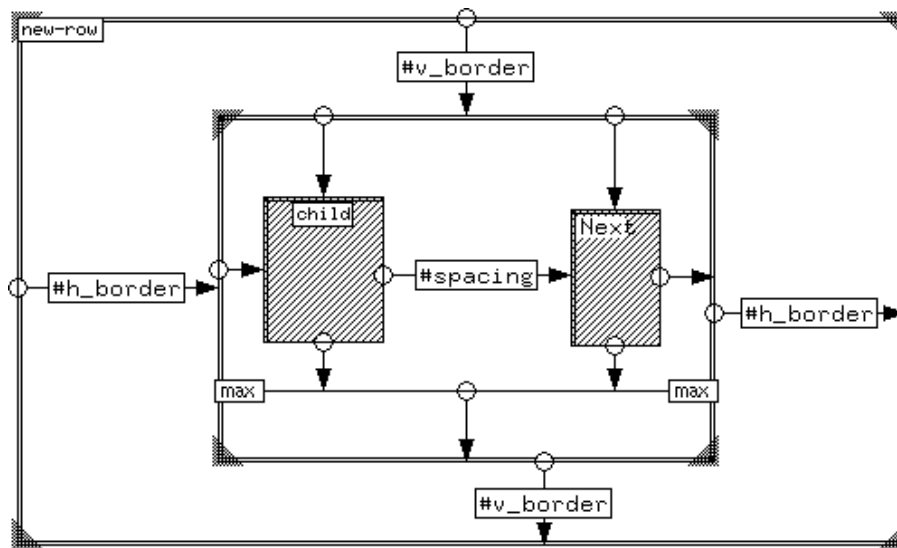 new-row
#v_border
child
Next
#spacing
#h_border
#h_border
max
max
#v_border